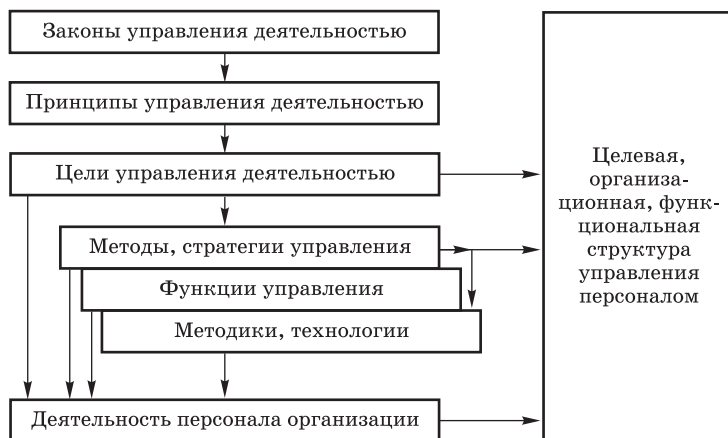 Законы управления деятельностью
Принципы управления деятельностью
Цели управления деятельностью
Методы, стратегии управления
Функции управления
Методики, технологии
Деятельность персонала организации
Целевая,
организа-
ционная, функ-
циональная
структура
управления
персоналом